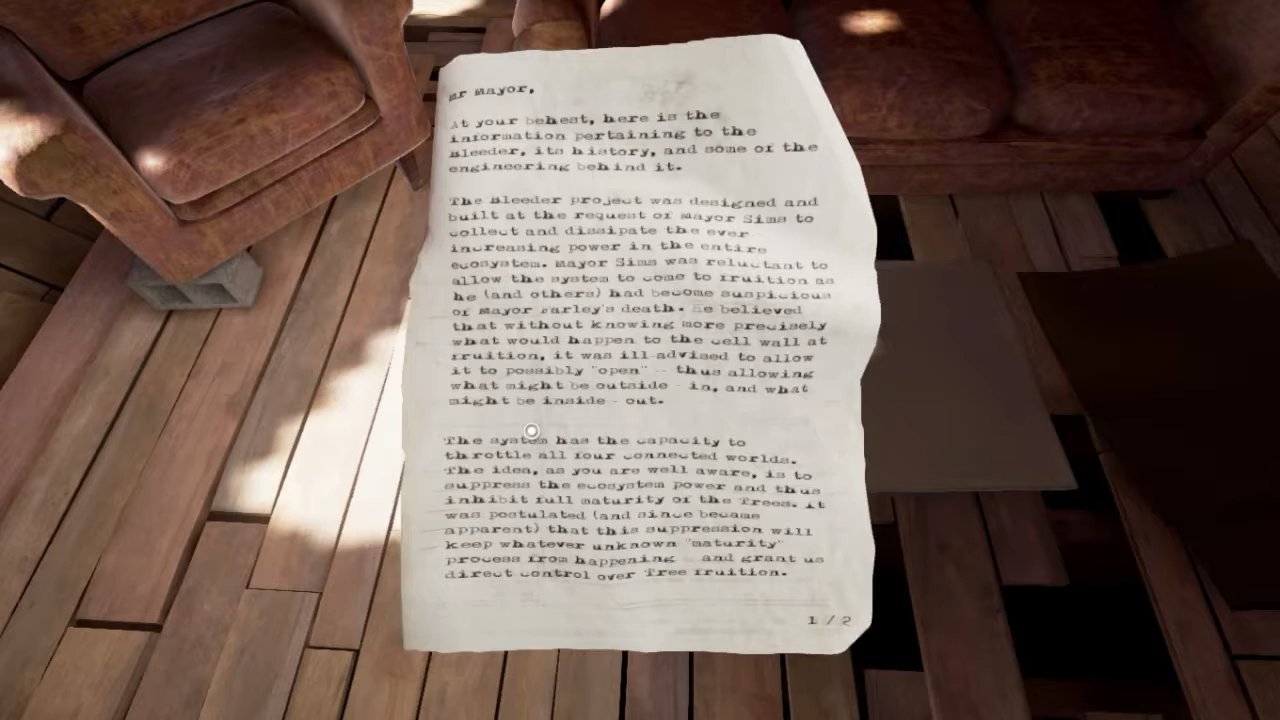 Mr Mayor,
At your behest, here is the
information pertaining to the
Bleeder, its history, and some of the
engineering behind it.
The Bleeder project was designed and
built at the request of Mayor Sims to
collect and dissipate the ever-
increasing power in the entire
ecosystem. Mayor Sims was reluctant to
allow the system to come to fruition as
he (and others) had become suspicious
of Mayor Farley's death. He believed
that without knowing more precisely
what would happen to the cell wall at
fruition, it was ill-advised to allow
it to possibly "open" -- thus allowing
what might be outside - in, and what
might be inside - out.
The system has the capacity to
throttle all four connected worlds.
The idea, as you are well aware, is to
suppress the ecosystem power and thus
inhibit full maturity of the Trees. It
was postulated (and since became
apparent) that this suppression will
keep whatever unknown "maturity"
process from happening - and grant us
direct control over Tree fruition.
1 / 2